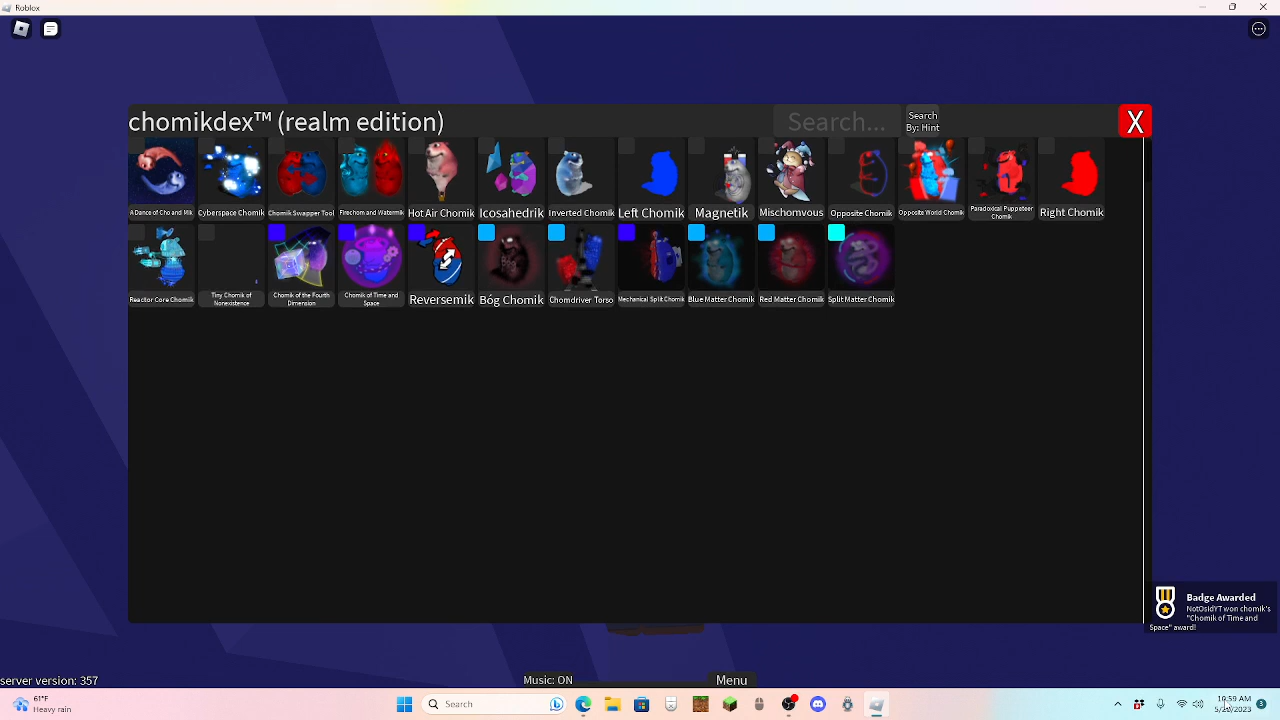 Roblox
chomikdex™ (realm edition)
Search...
Search
By: Hint
X
A Dance of Cho and Mik
Cyberspace Chomik
Chomik Swapper Tool
Firechom and Watermik
Hot Air Chomik
Icosahedrik
Inverted Chomik
Left Chomik
Magnetik
Mischomvous
Opposite Chomik
Opposite World Chomik
Paradoxical Puppeteer
Chomik
Right Chomik
Reactor Core Chomik
Tiny Chomik of
Nonexistence
Chomik of the Fourth
Dimension
Chomik of Time and
Space
Reversemik
Bóg Chomik
Chomdriver Torso
Mechanical Split Chomik
Blue Matter Chomik
Red Matter Chomik
Split Matter Chomik
Badge Awarded
NotOsidYT won chomik's
"Chomik of Time and
Space" award!
server version: 357
Music: ON
Menu
61°F
Heavy rain
Search
10:59 AM